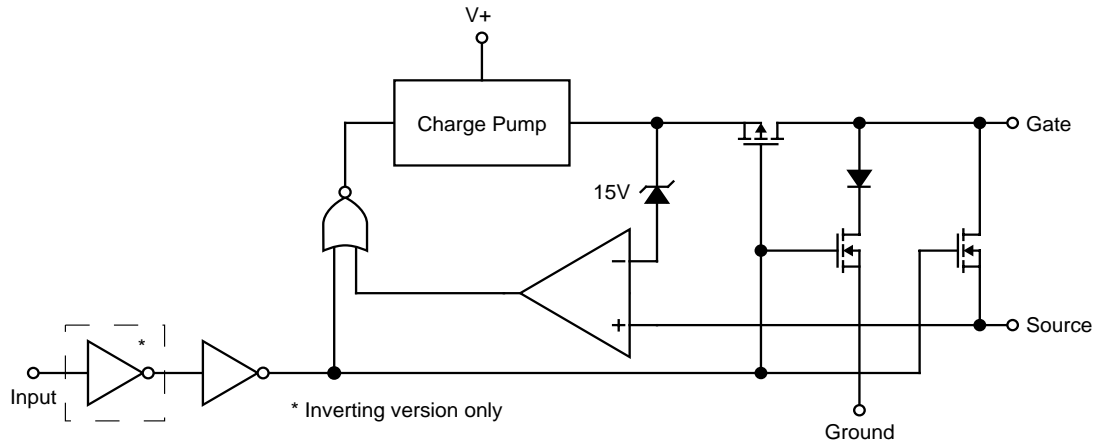 V+
Charge Pump
Gate
15V
−
+
Source
*
Input
* Inverting version only
Ground